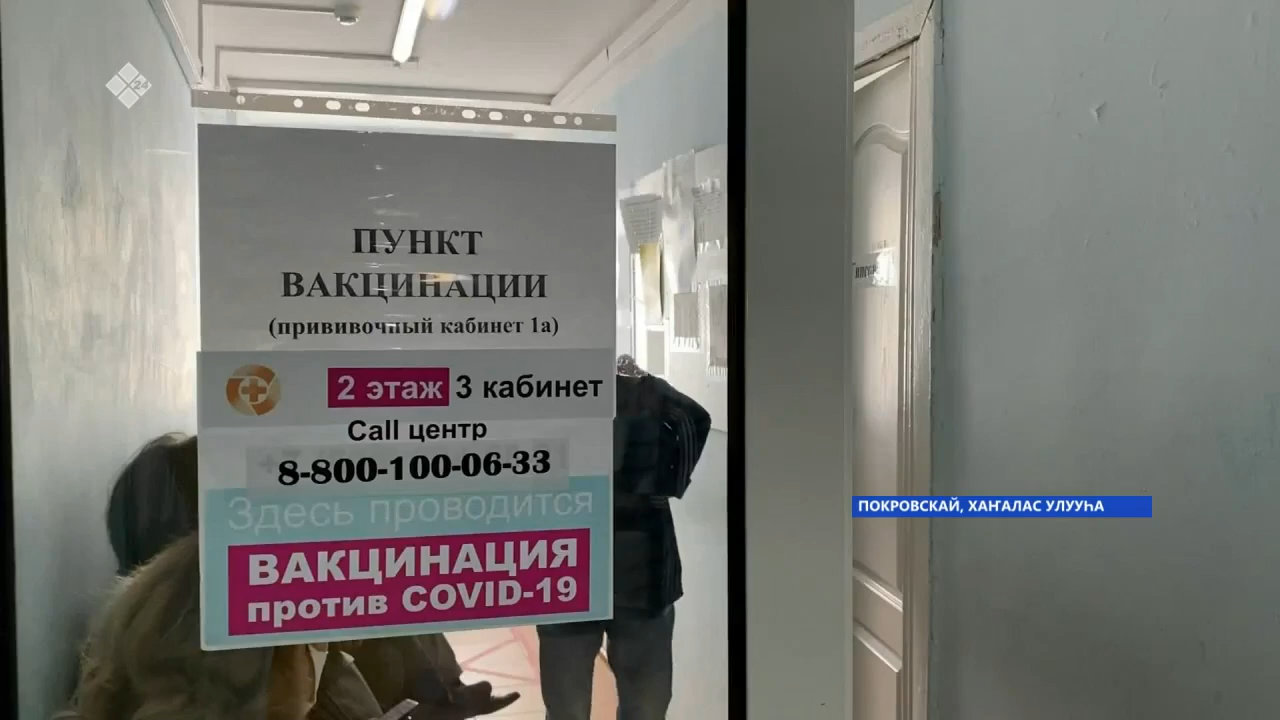 24
ПУНКТ
ВАКЦИНАЦИИ
(прививочный кабинет 1а)
2 этаж 3 кабинет
Call центр
8-800-100-06-33
Здесь проводится
ВАКЦИНАЦИЯ
против COVID-19
ПОКРОВСКАЙ, ХАҤАЛАС УЛУУҺА